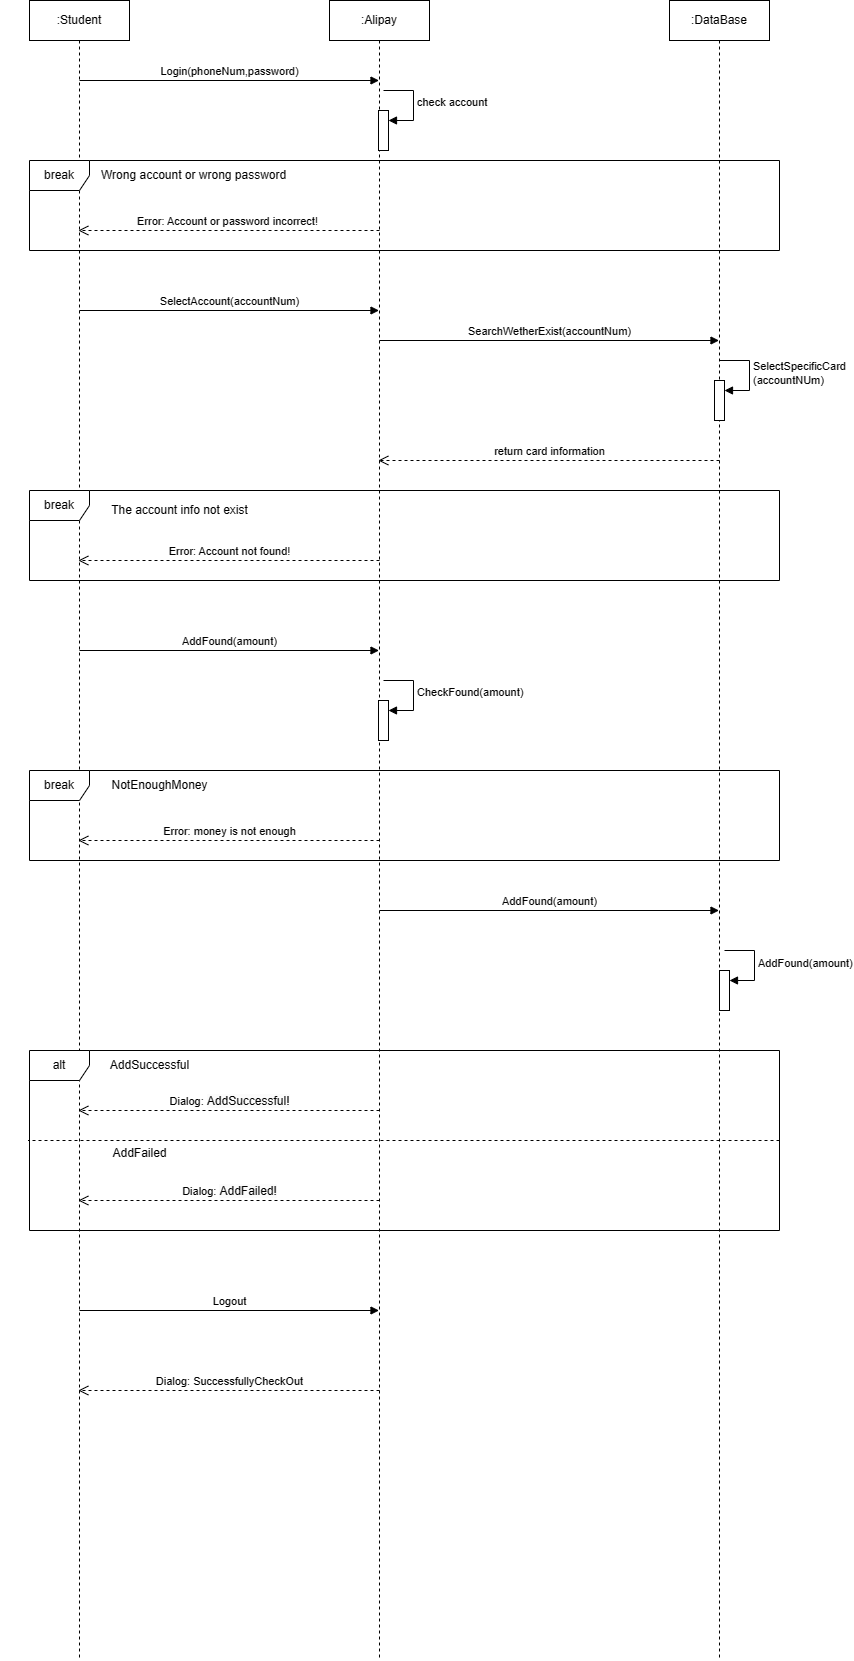 :Student
:Alipay
:DataBase
Login(phoneNum,password)
check account
break
Wrong account or wrong password
Error: Account or password incorrect!
SelectAccount(accountNum)
SearchWetherExist(accountNum)
SelectSpecificCard
(accountNUm)
return card information
break
The account info not exist
Error: Account not found!
AddFound(amount)
CheckFound(amount)
break
NotEnoughMoney
Error: money is not enough
AddFound(amount)
AddFound(amount)
alt
AddSuccessful
Dialog: AddSuccessful!
AddFailed
Dialog: AddFailed!
Logout
Dialog: SuccessfullyCheckOut